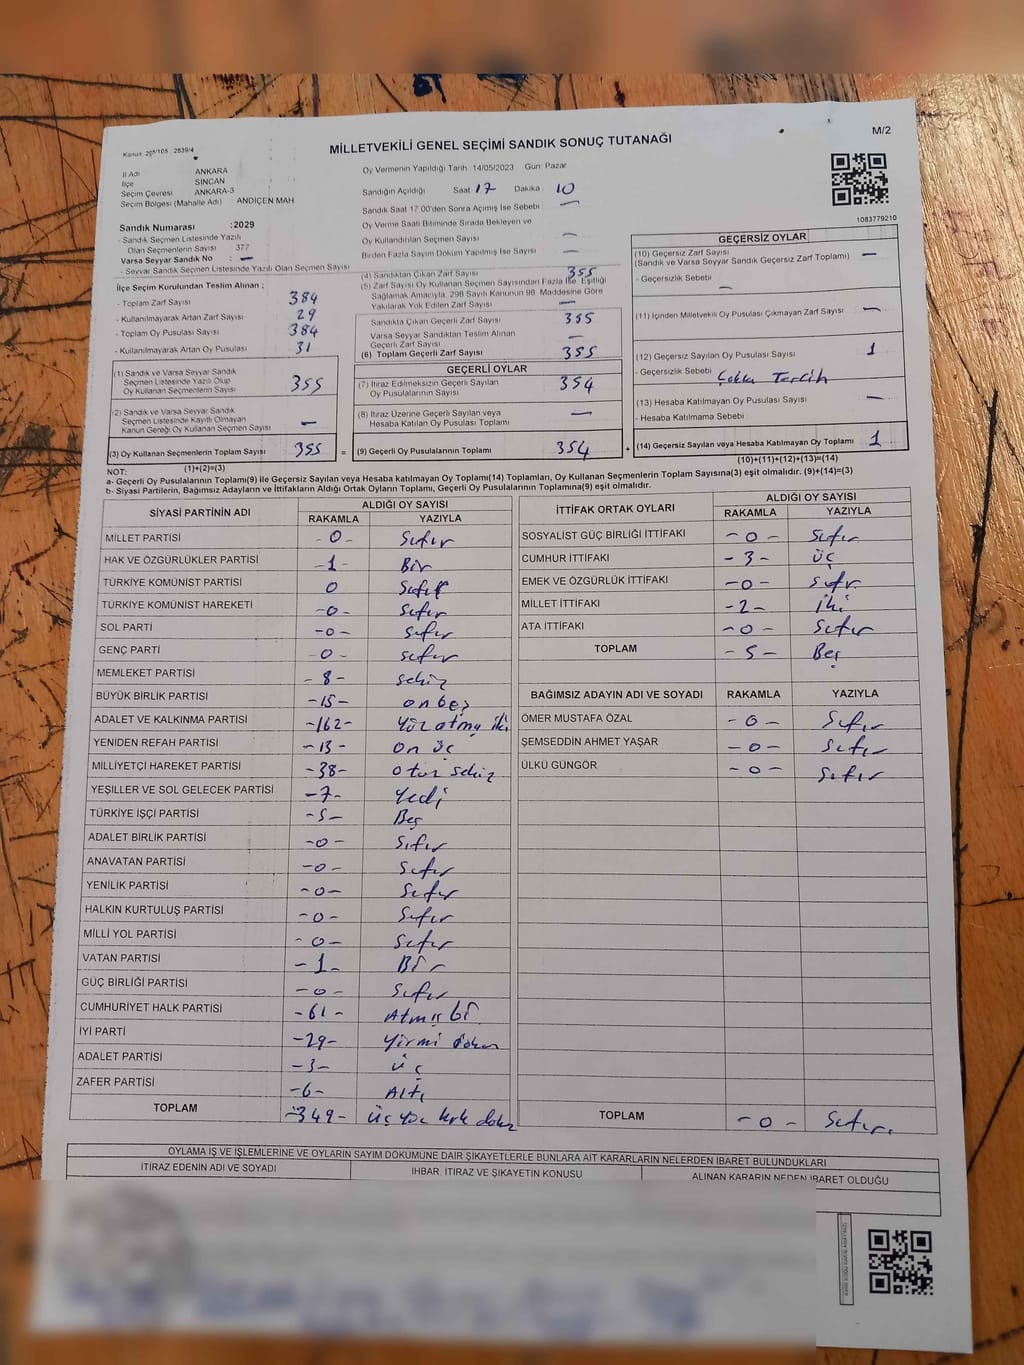 Kanun: 298/105 2839/4
MİLLETVEKİLİ GENEL SEÇİMİ SANDIK SONUÇ TUTANAĞI
M/2
İl Adı ANKARA
İlçe SİNCAN
Seçim Çevresi ANKARA-3
Seçim Bölgesi (Mahalle Adı) ANDİÇEN MAH
Sandık Numarası :2029
- Sandık Seçmen Listesinde Yazılı
Olan Seçmenlerin Sayısı 377
Varsa Seyyar Sandık No : —
- Seyyar Sandık Seçmen Listesinde Yazılı Olan Seçmen Sayısı
İlçe Seçim Kurulundan Teslim Alınan ;
- Toplam Zarf Sayısı 384
- Kullanılmayarak Artan Zarf Sayısı 29
- Toplam Oy Pusulası Sayısı 384
- Kullanılmayarak Artan Oy Pusulası 31
(1) Sandık ve Varsa Seyyar Sandık
Seçmen Listesinde Yazılı Olup
Oy Kullanan Seçmenlerin Sayısı 355
(2) Sandık ve Varsa Seyyar Sandık
Seçmen Listesinde Kayıtlı Olmayan
Kanun Gereği Oy Kullanan Seçmen Sayısı —
(3) Oy Kullanan Seçmenlerin Toplam Sayısı 355 =
(1)+(2)=(3)
Oy Vermenin Yapıldığı Tarih 14/05/2023 Gün: Pazar
Sandığın Açıldığı Saat 17 Dakika 10
Sandık Saat 17:00'den Sonra Açılmış İse Sebebi : —
Oy Verme Saati Bitiminde Sırada Bekleyen ve
Oy Kullandırılan Seçmen Sayısı —
Birden Fazla Sayım Döküm Yapılmış İse Sayısı —
(4) Sandıktan Çıkan Zarf Sayısı 355
(5) Zarf Sayısı Oy Kullanan Seçmen Sayısından Fazla İse, Eşitliği
Sağlamak Amacıyla, 298 Sayılı Kanunun 98. Maddesine Göre
Yakılarak Yok Edilen Zarf Sayısı —
Sandıkta Çıkan Geçerli Zarf Sayısı 355
Varsa Seyyar Sandıktan Teslim Alınan
Geçerli Zarf Sayısı —
(6) Toplam Geçerli Zarf Sayısı 355
GEÇERLİ OYLAR
(7) İtiraz Edilmeksizin Geçerli Sayılan
Oy Pusulalarının Sayısı 354
(8) İtiraz Üzerine Geçerli Sayılan veya
Hesaba Katılan Oy Pusulası Toplamı —
(9) Geçerli Oy Pusulalarının Toplamı 354 +
1083779210
GEÇERSİZ OYLAR
(10) Geçersiz Zarf Sayısı
(Sandık ve Varsa Seyyar Sandık Geçersiz Zarf Toplamı) —
- Geçersizlik Sebebi —
(11) İçinden Milletvekili Oy Pusulası Çıkmayan Zarf Sayısı —
(12) Geçersiz Sayılan Oy Pusulası Sayısı 1
- Geçersizlik Sebebi Çoklu Tercih
(13) Hesaba Katılmayan Oy Pusulası Sayısı —
- Hesaba Katılmama Sebebi
(14) Geçersiz Sayılan veya Hesaba Katılmayan Oy Toplamı 1
(10)+(11)+(12)+(13)=(14)
NOT:
a- Geçerli Oy Pusulalarının Toplamı(9) ile Geçersiz Sayılan veya Hesaba katılmayan Oy Toplamı(14) Toplamları, Oy Kullanan Seçmenlerin Toplam Sayısına(3) eşit olmalıdır. (9)+(14)=(3)
b- Siyasi Partilerin, Bağımsız Adayların ve İttifakların Aldığı Ortak Oyların Toplamı, Geçerli Oy Pusulalarının Toplamına(9) eşit olmalıdır.
SİYASİ PARTİNİN ADI ALDIĞI OY SAYISI
RAKAMLA YAZIYLA
MİLLET PARTİSİ -0- Sıfır
HAK VE ÖZGÜRLÜKLER PARTİSİ -1- Bir
TÜRKİYE KOMÜNİST PARTİSİ 0 Sıfır
TÜRKİYE KOMÜNİST HAREKETİ -0- Sıfır
SOL PARTİ -0- sıfır
GENÇ PARTİ -0- sıfır
MEMLEKET PARTİSİ -8- sekiz
BÜYÜK BİRLİK PARTİSİ -15- onbeş
ADALET VE KALKINMA PARTİSİ -162- Yüz atmış iki
YENİDEN REFAH PARTİSİ -13- on üç
MİLLİYETÇİ HAREKET PARTİSİ -38- otuz sekiz
YEŞİLLER VE SOL GELECEK PARTİSİ -7- Yedi
TÜRKİYE İŞÇİ PARTİSİ -5- Beş
ADALET BİRLİK PARTİSİ -0- Sıfır
ANAVATAN PARTİSİ -0- Sıfır
YENİLİK PARTİSİ -0- Sıfır
HALKIN KURTULUŞ PARTİSİ -0- Sıfır
MİLLİ YOL PARTİSİ -0- Sıfır
VATAN PARTİSİ -1- Bir
GÜÇ BİRLİĞİ PARTİSİ -0- Sıfır
CUMHURİYET HALK PARTİSİ -61- Atmış bir
İYİ PARTİ -29- Yirmi dokuz
ADALET PARTİSİ -3- üç
ZAFER PARTİSİ -6- Altı
TOPLAM -349- üç yüz kırk dokuz
İTTİFAK ORTAK OYLARI ALDIĞI OY SAYISI
RAKAMLA YAZIYLA
SOSYALİST GÜÇ BİRLİĞİ İTTİFAKI -0- Sıfır
CUMHUR İTTİFAKI -3- üç
EMEK VE ÖZGÜRLÜK İTTİFAKI -0- Sıfır
MİLLET İTTİFAKI -2- İki
ATA İTTİFAKI -0- Sıfır
TOPLAM -5- Beş
BAĞIMSIZ ADAYIN ADI VE SOYADI RAKAMLA YAZIYLA
ÖMER MUSTAFA ÖZAL -0- Sıfır
ŞEMSEDDİN AHMET YAŞAR -0- Sıfır
ÜLKÜ GÜNGÖR -0- Sıfır
TOPLAM -0- Sıfır
OYLAMA İŞ VE İŞLEMLERİNE VE OYLARIN SAYIM DÖKÜMÜNE DAİR ŞİKAYETLERLE BUNLARA AİT KARARLARIN NELERDEN İBARET BULUNDUKLARI
İTİRAZ EDENİN ADI VE SOYADI İHBAR, İTİRAZ VE ŞİKAYETİN KONUSU ALINAN KARARIN NEDEN İBARET OLDUĞU